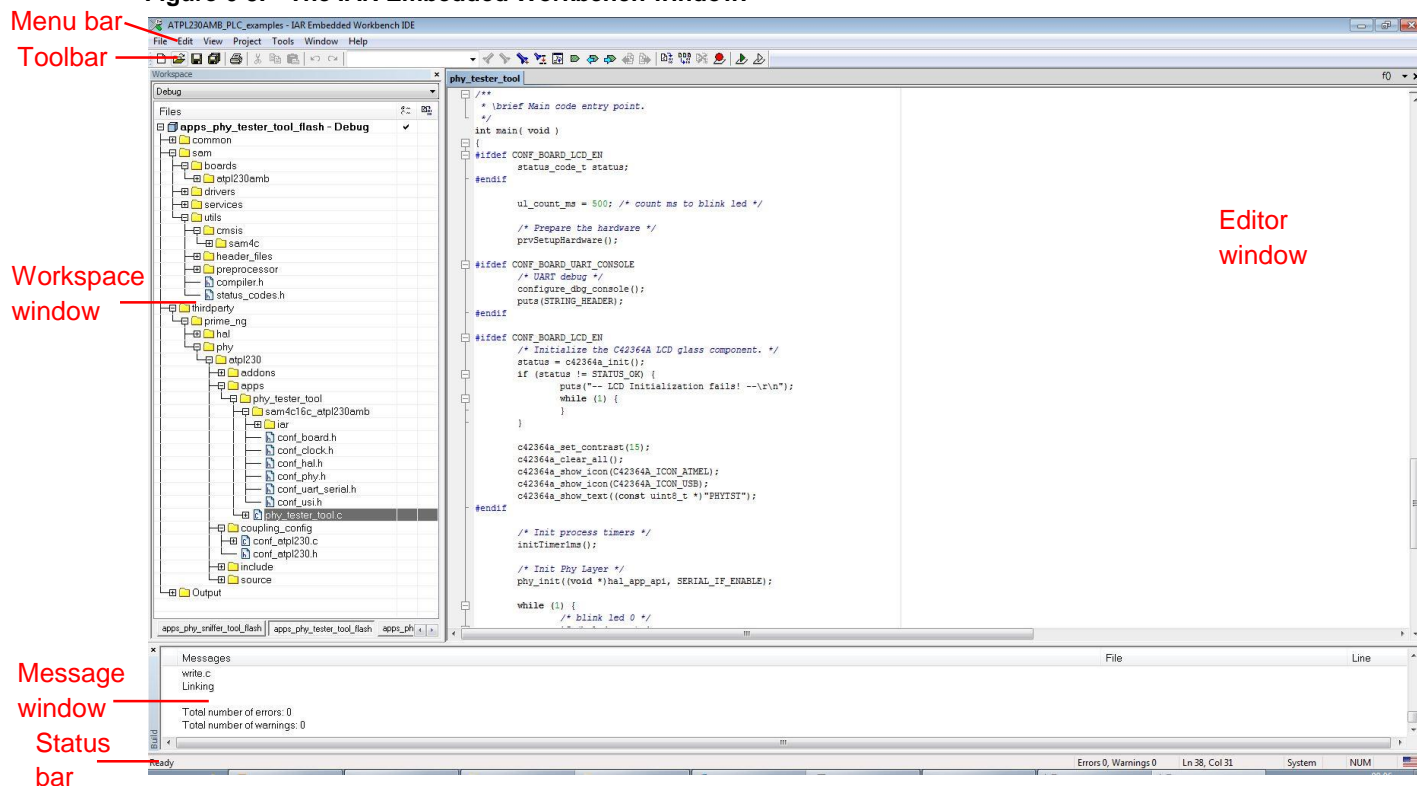 Menu bar
Toolbar
Workspace
window
Message
window
Status
bar
Editor
window
ATPL230AMB_PLC_examples - IAR Embedded Workbench IDE
File Edit View Project Tools Window Help
Workspace
Debug
Files
apps_phy_tester_tool_flash - Debug
common
sam
boards
atpl230amb
drivers
services
utils
cmsis
sam4c
header_files
preprocessor
compiler.h
status_codes.h
thirdparty
prime_ng
hal
phy
atpl230
addons
apps
phy_tester_tool
sam4c16c_atpl230amb
iar
conf_board.h
conf_clock.h
conf_hal.h
conf_phy.h
conf_uart_serial.h
conf_usi.h
phy_tester_tool.c
coupling_config
conf_atpl230.c
conf_atpl230.h
include
source
Output
apps_phy_sniffer_tool_flash apps_phy_tester_tool_flash apps_ph
phy_tester_tool
f()
/**
* \brief Main code entry point.
*/
int main( void )
{
#ifdef CONF_BOARD_LCD_EN
status_code_t status;
#endif
ul_count_ms = 500; /* count ms to blink led */
/* Prepare the hardware */
prvSetupHardware();
#ifdef CONF_BOARD_UART_CONSOLE
/* UART debug */
configure_dbg_console();
puts(STRING_HEADER);
#endif
#ifdef CONF_BOARD_LCD_EN
/* Initialize the C42364A LCD glass component. */
status = c42364a_init();
if (status != STATUS_OK) {
puts("-- LCD Initialization fails! --\r\n");
while (1) {
}
}
c42364a_set_contrast(15);
c42364a_clear_all();
c42364a_show_icon(C42364A_ICON_ATMEL);
c42364a_show_icon(C42364A_ICON_USB);
c42364a_show_text((const uint8_t *)"PHYTST");
#endif
/* Init process timers */
initTimer1ms();
/* Init Phy Layer */
phy_init((void *)hal_app_api, SERIAL_IF_ENABLE);
while (1) {
/* blink led 0 */
Messages File Line
write.c
Linking
Total number of errors: 0
Total number of warnings: 0
Build
Ready Errors 0, Warnings 0 Ln 38, Col 31 System NUM